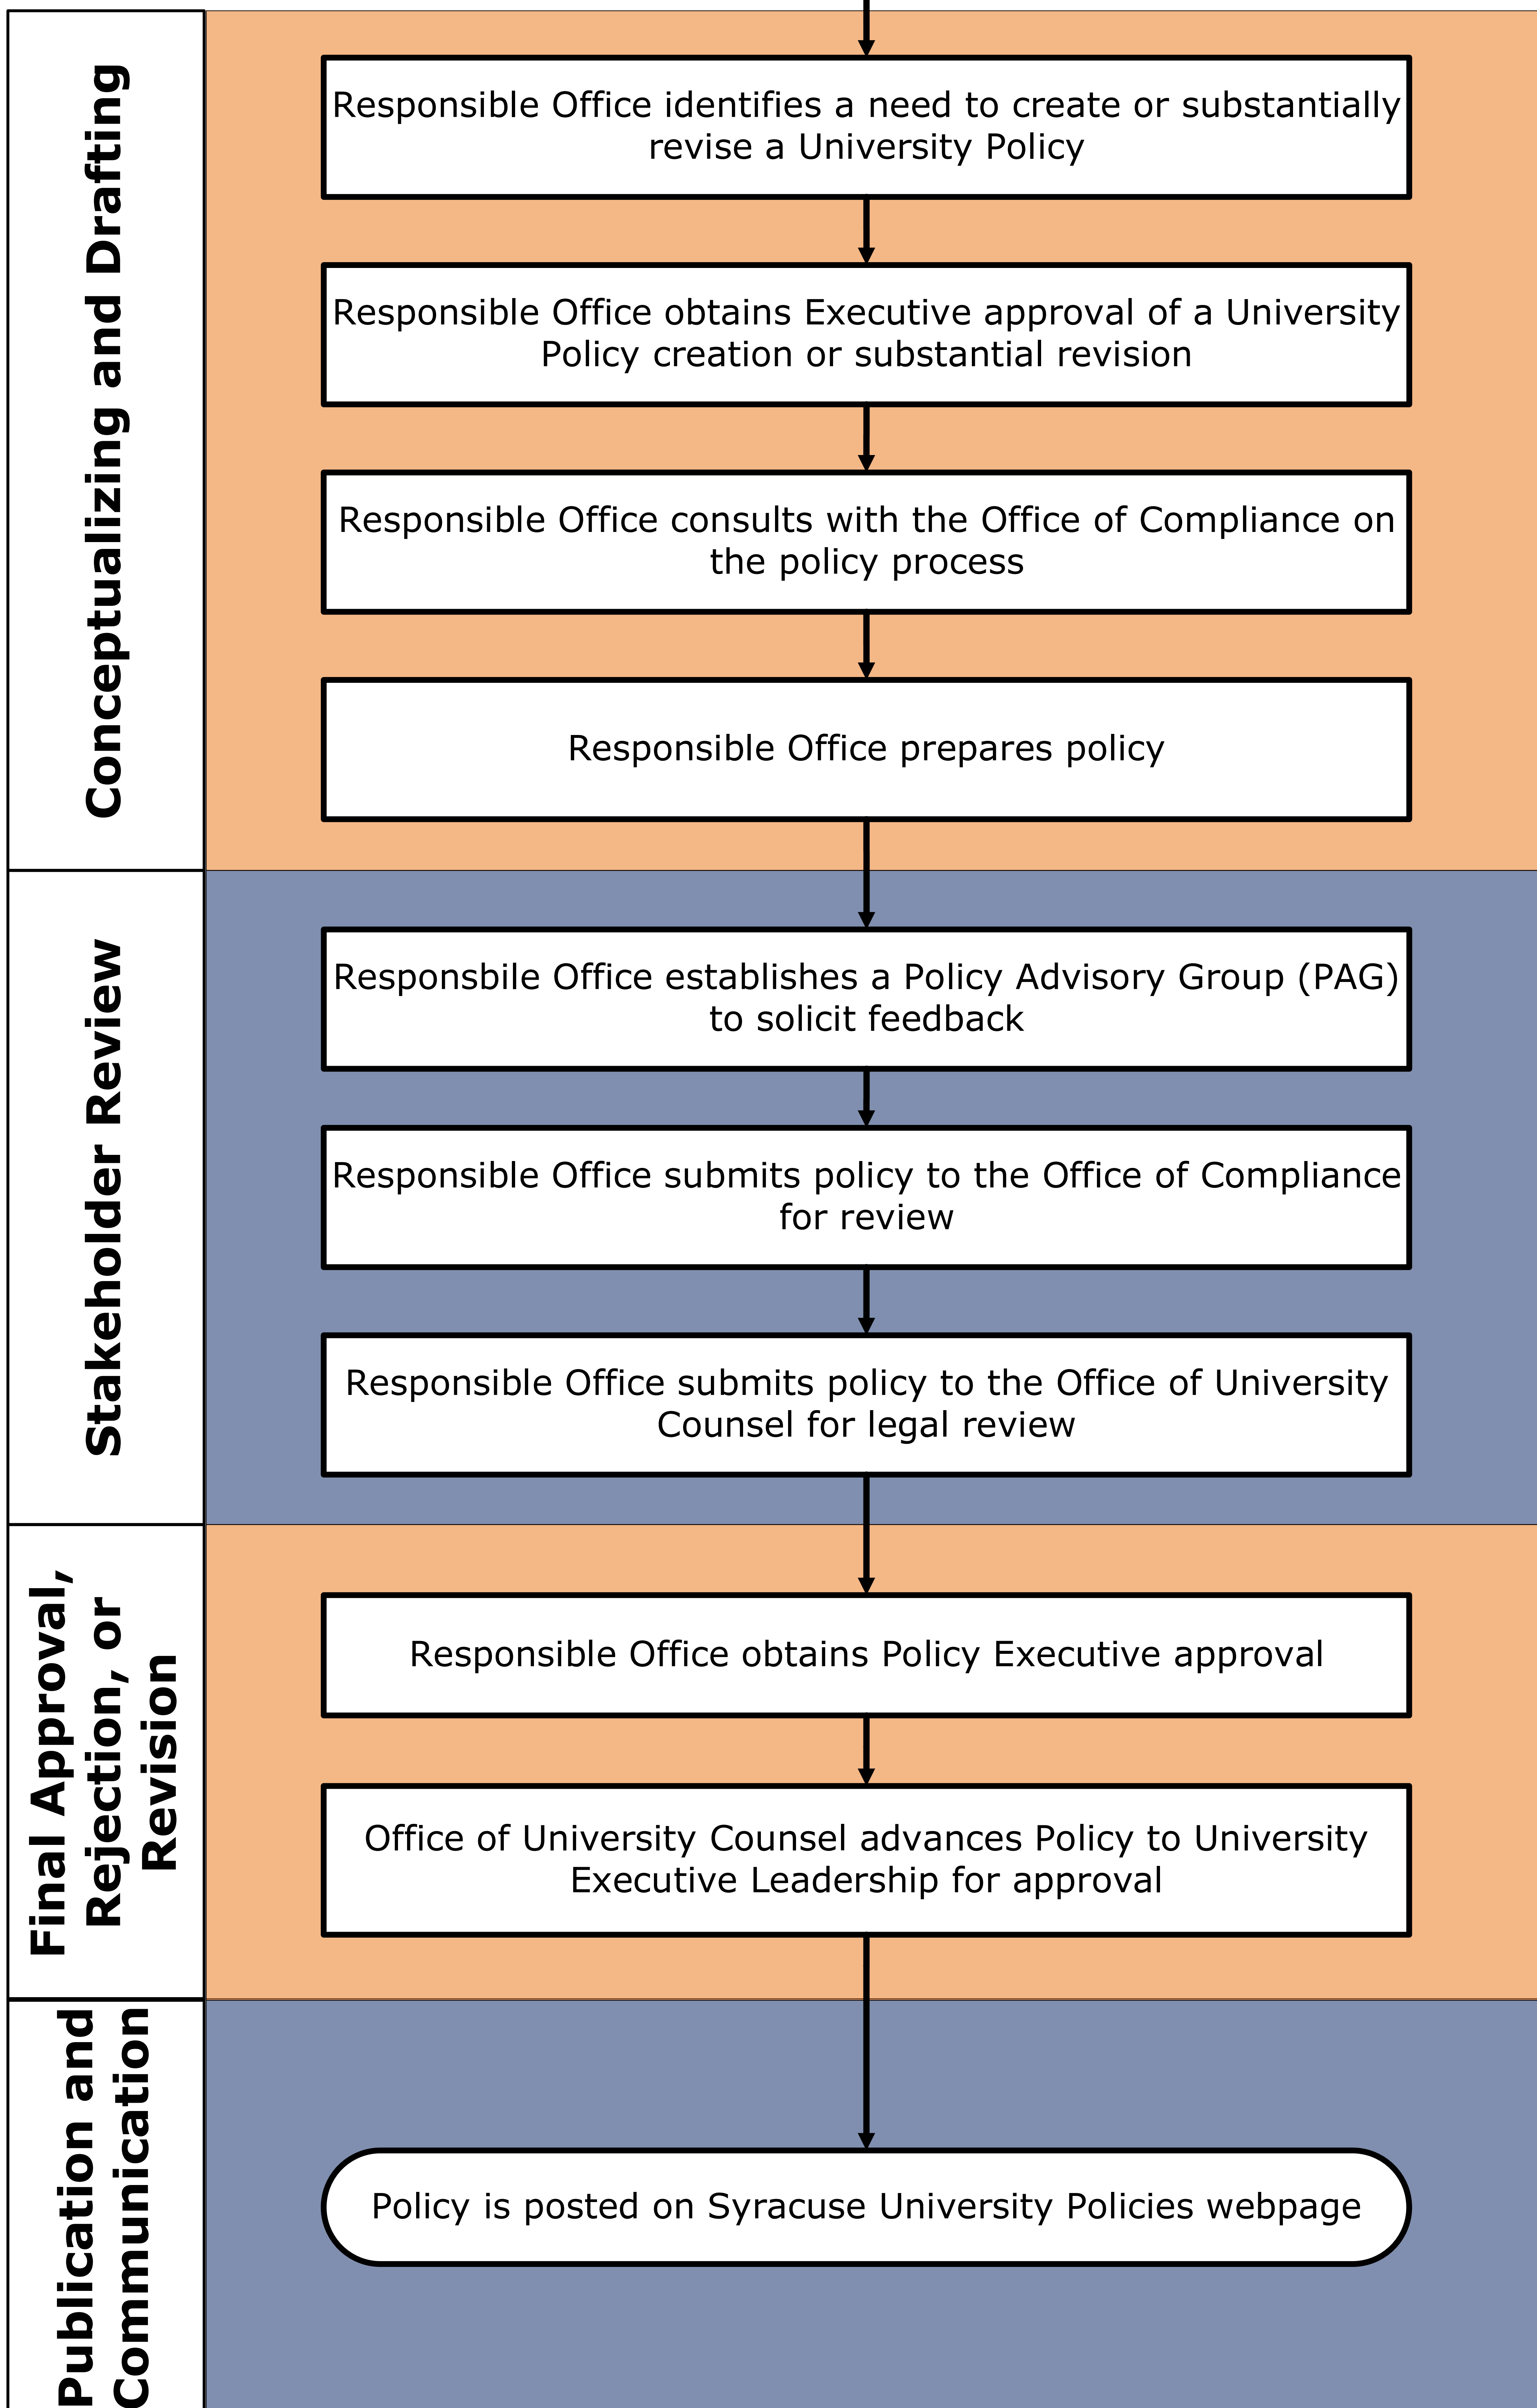 Conceptualizing and Drafting
Responsible Office identifies a need to create or substantially
revise a University Policy
Responsible Office obtains Executive approval of a University
Policy creation or substantial revision
Responsible Office consults with the Office of Compliance on
the policy process
Responsible Office prepares policy
Stakeholder Review
Responsbile Office establishes a Policy Advisory Group (PAG)
to solicit feedback
Responsible Office submits policy to the Office of Compliance
for review
Responsible Office submits policy to the Office of University
Counsel for legal review
Final Approval,
Rejection, or
Revision
Responsible Office obtains Policy Executive approval
Office of University Counsel advances Policy to University
Executive Leadership for approval
Publication and
Communication
Policy is posted on Syracuse University Policies webpage